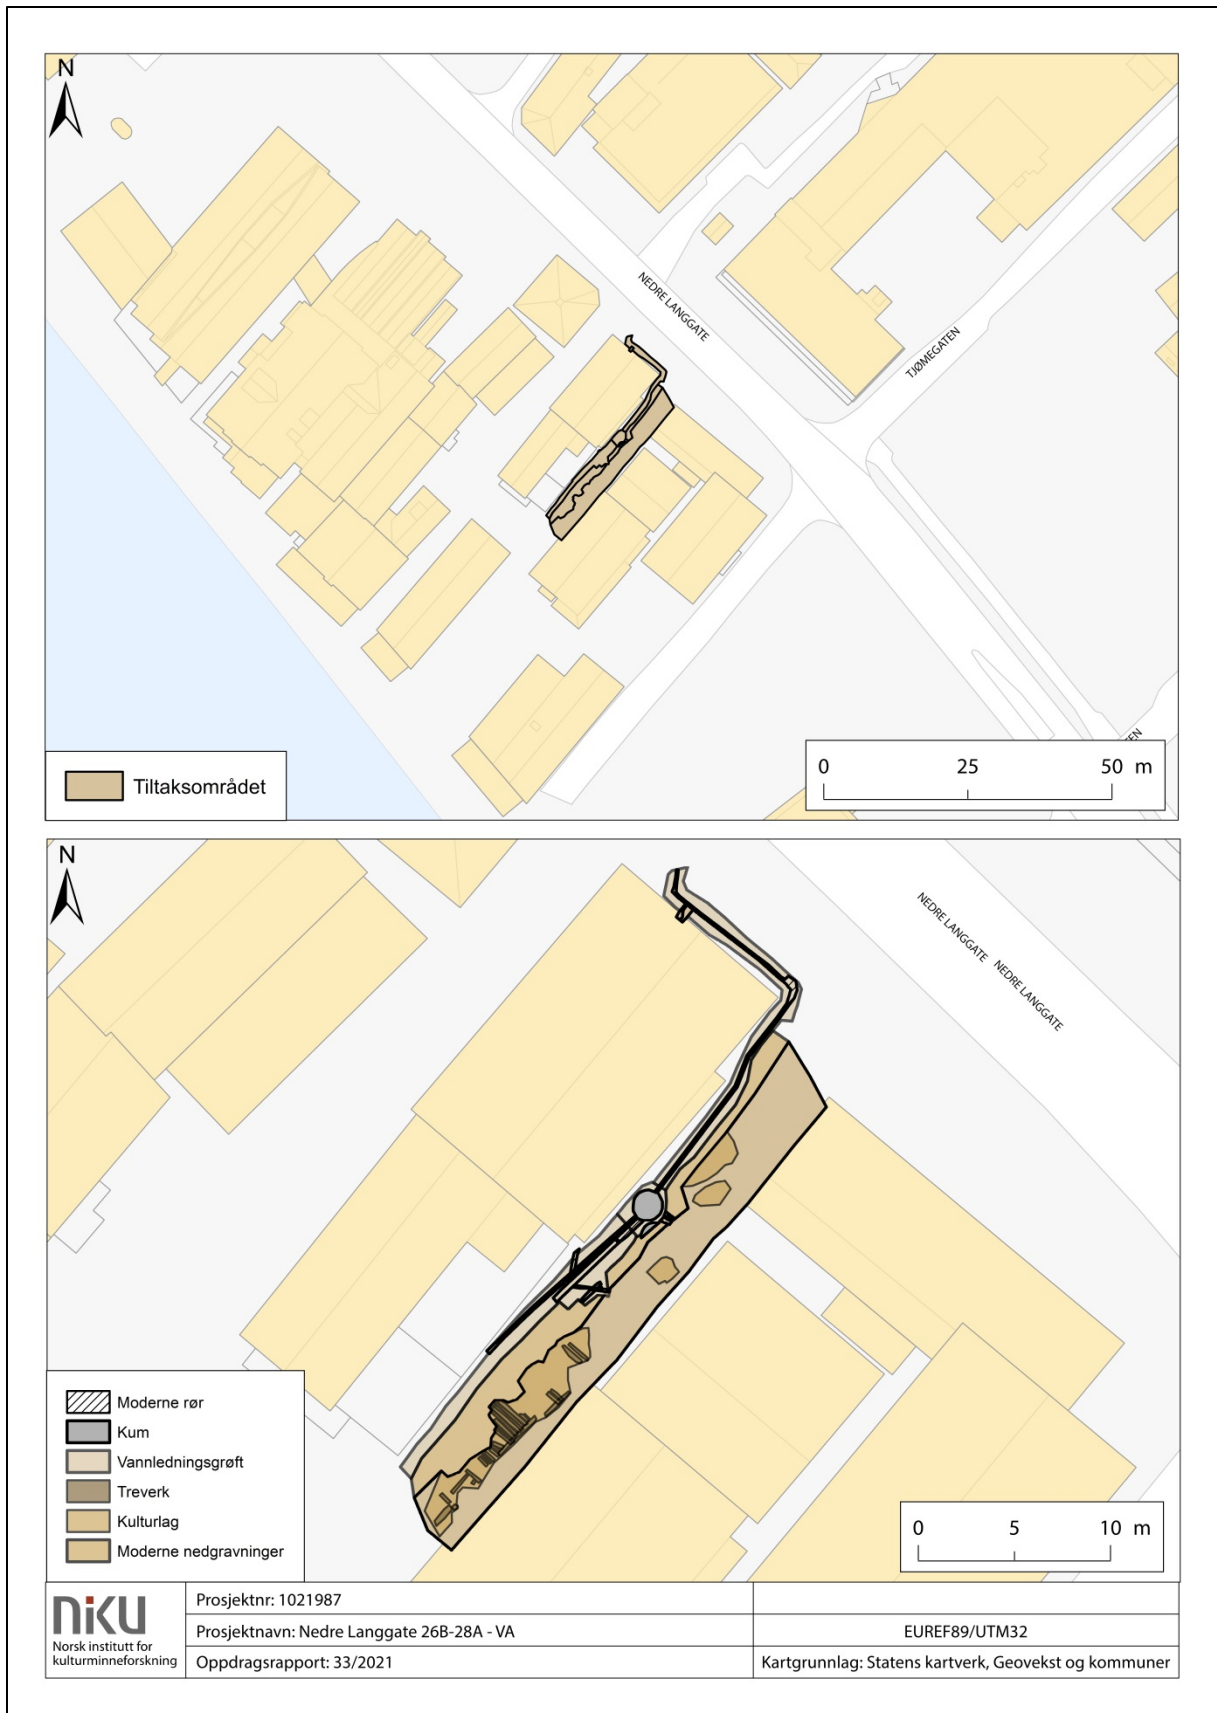 N
NEDRE LANGGATE
TJØMEGATEN
EN
Tiltaksområdet
0 25 50 m
N
NEDRE LANGGATE
NEDRE LANGGATE
Moderne rør
Kum
Vannledningsgrøft
Treverk
Kulturlag
Moderne nedgravninger
0 5 10 m
niku
Norsk institutt for
kulturminneforskning
Prosjektnr: 1021987
Prosjektnavn: Nedre Langgate 26B-28A - VA
EUREF89/UTM32
Oppdragsrapport: 33/2021
Kartgrunnlag: Statens kartverk, Geovekst og kommuner